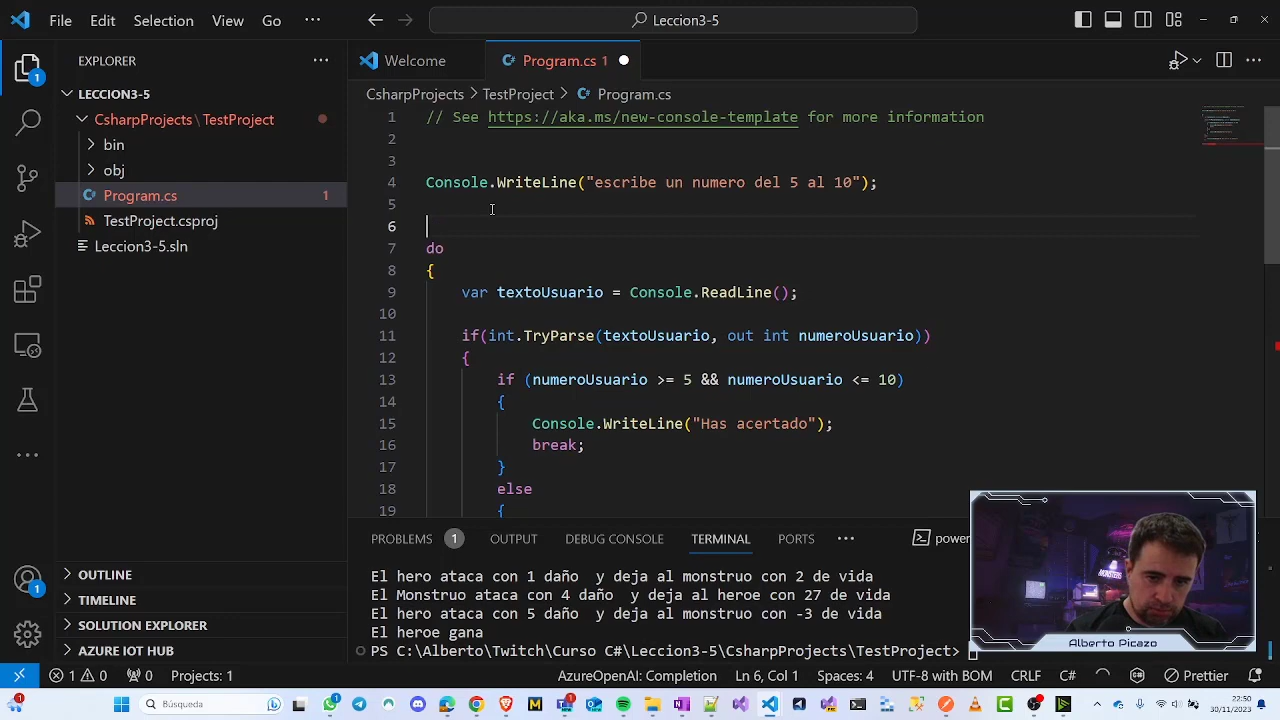 File Edit Selection View Go ··· Leccion3-5
EXPLORER ···
Welcome Program.cs 1
LECCION3-5
CsharpProjects \ TestProject
bin
obj
Program.cs 1
TestProject.csproj
Leccion3-5.sln
OUTLINE
TIMELINE
SOLUTION EXPLORER
AZURE IOT HUB
1
1
CsharpProjects > TestProject > Program.cs
1 // See https://aka.ms/new-console-template for more information
2
3
4 Console.WriteLine("escribe un numero del 5 al 10");
5
6
7 do
8 {
9 var textoUsuario = Console.ReadLine();
10
11 if(int.TryParse(textoUsuario, out int numeroUsuario))
12 {
13 if (numeroUsuario >= 5 && numeroUsuario <= 10)
14 {
15 Console.WriteLine("Has acertado");
16 break;
17 }
18 else
19 {
PROBLEMS 1 OUTPUT DEBUG CONSOLE TERMINAL PORTS ··· power
El hero ataca con 1 daño y deja al monstruo con 2 de vida
El Monstruo ataca con 4 daño y deja al heroe con 27 de vida
El hero ataca con 5 daño y deja al monstruo con -3 de vida
El heroe gana
PS C:\Alberto\Twitch\Curso C#\Leccion3-5\CsharpProjects\TestProject>
Alberto Picazo
1 0 0 Projects: 1 AzureOpenAI: Completion Ln 6, Col 1 Spaces: 4 UTF-8 with BOM CRLF C# Prettier
Búsqueda
22:50
30/11/2023